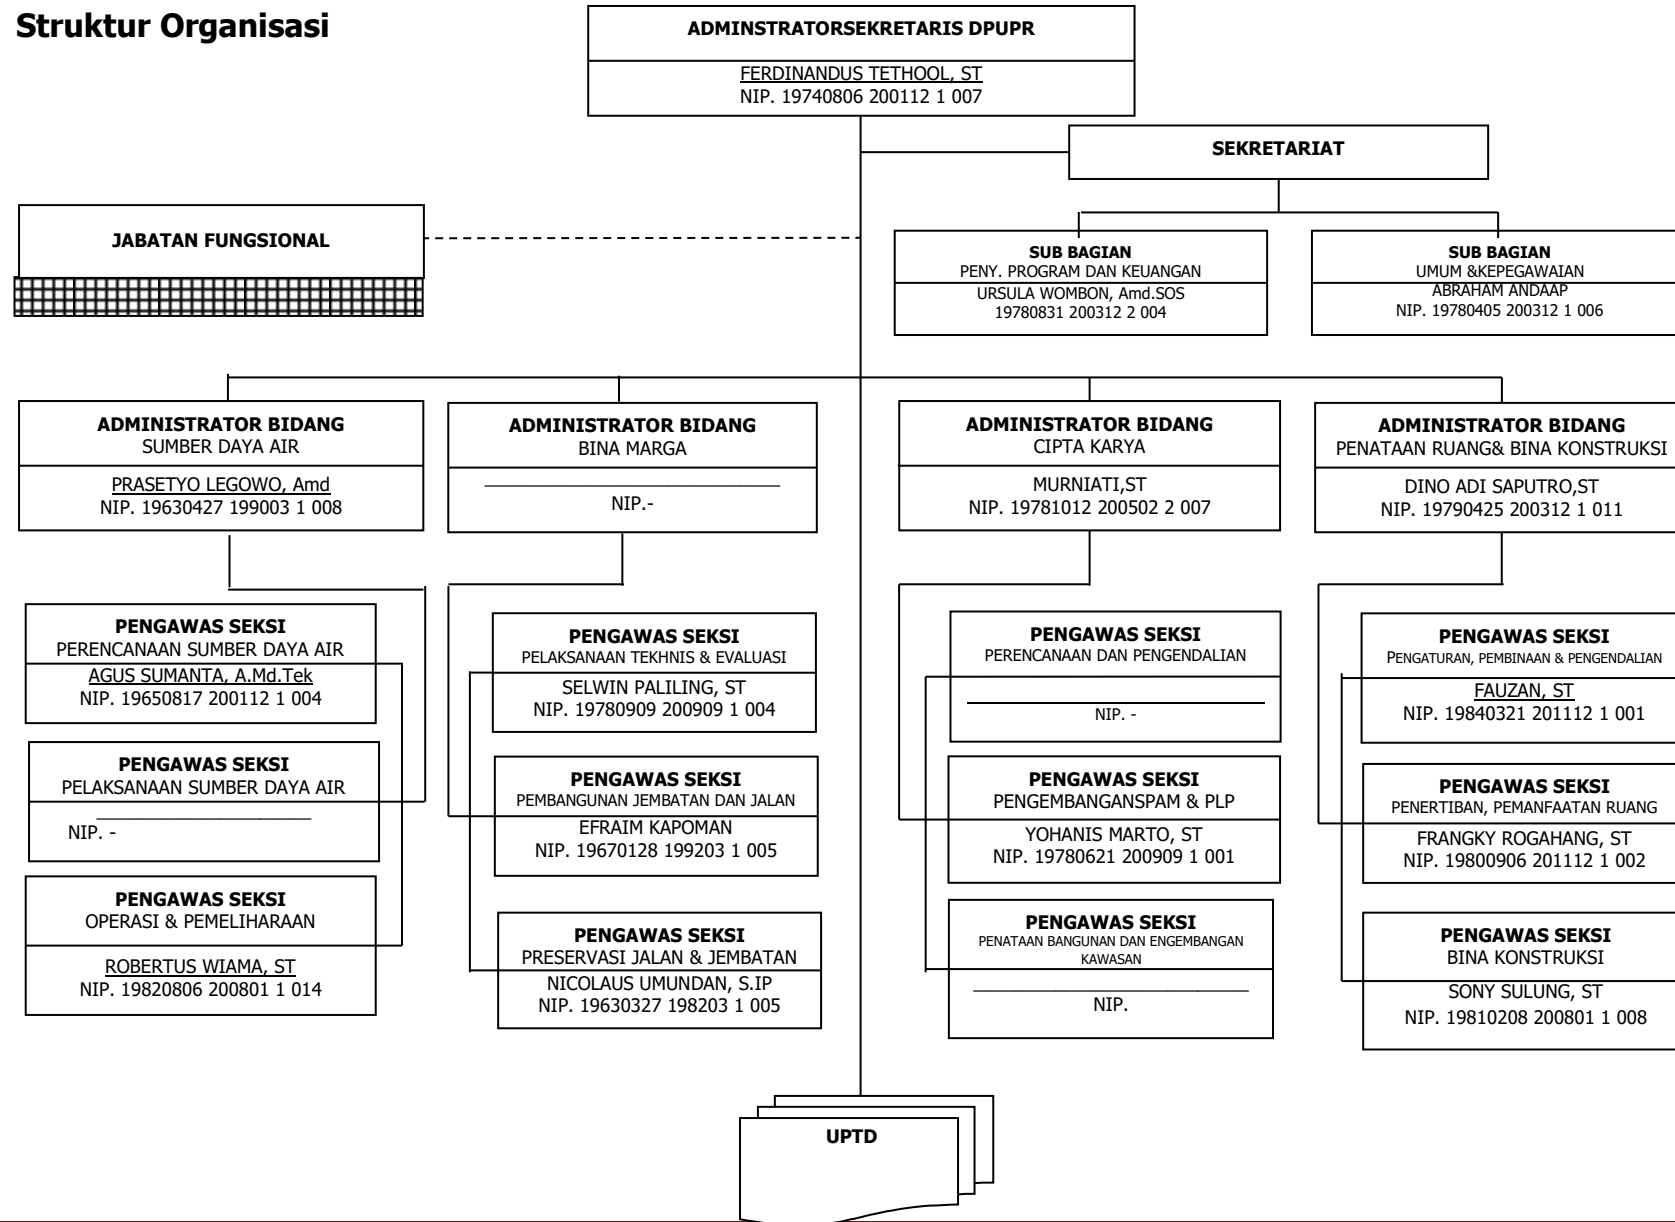 Struktur Organisasi
ADMINSTRATORSEKRETARIS DPUPR
FERDINANDUS TETHOOL, ST
NIP. 19740806 200112 1 007
SEKRETARIAT
JABATAN FUNGSIONAL
SUB BAGIAN
PENY. PROGRAM DAN KEUANGAN
URSULA WOMBON, Amd.SOS
19780831 200312 2 004
SUB BAGIAN
UMUM &KEPEGAWAIAN
ABRAHAM ANDAAP
NIP. 19780405 200312 1 006
ADMINISTRATOR BIDANG
SUMBER DAYA AIR
PRASETYO LEGOWO, Amd
NIP. 19630427 199003 1 008
ADMINISTRATOR BIDANG
BINA MARGA
NIP.-
ADMINISTRATOR BIDANG
CIPTA KARYA
MURNIATI,ST
NIP. 19781012 200502 2 007
ADMINISTRATOR BIDANG
PENATAAN RUANG& BINA KONSTRUKSI
DINO ADI SAPUTRO,ST
NIP. 19790425 200312 1 011
PENGAWAS SEKSI
PERENCANAAN SUMBER DAYA AIR
AGUS SUMANTA, A.Md.Tek
NIP. 19650817 200112 1 004
PENGAWAS SEKSI
PELAKSANAAN SUMBER DAYA AIR
NIP. -
PENGAWAS SEKSI
OPERASI & PEMELIHARAAN
ROBERTUS WIAMA, ST
NIP. 19820806 200801 1 014
PENGAWAS SEKSI
PELAKSANAAN TEKHNIS & EVALUASI
SELWIN PALILING, ST
NIP. 19780909 200909 1 004
PENGAWAS SEKSI
PEMBANGUNAN JEMBATAN DAN JALAN
EFRAIM KAPOMAN
NIP. 19670128 199203 1 005
PENGAWAS SEKSI
PRESERVASI JALAN & JEMBATAN
NICOLAUS UMUNDAN, S.IP
NIP. 19630327 198203 1 005
PENGAWAS SEKSI
PERENCANAAN DAN PENGENDALIAN
NIP. -
PENGAWAS SEKSI
PENGEMBANGANSPAM & PLP
YOHANIS MARTO, ST
NIP. 19780621 200909 1 001
PENGAWAS SEKSI
PENATAAN BANGUNAN DAN ENGEMBANGAN
KAWASAN
NIP.
PENGAWAS SEKSI
PENGATURAN, PEMBINAAN & PENGENDALIAN
FAUZAN, ST
NIP. 19840321 201112 1 001
PENGAWAS SEKSI
PENERTIBAN, PEMANFAATAN RUANG
FRANGKY ROGAHANG, ST
NIP. 19800906 201112 1 002
PENGAWAS SEKSI
BINA KONSTRUKSI
SONY SULUNG, ST
NIP. 19810208 200801 1 008
UPTD